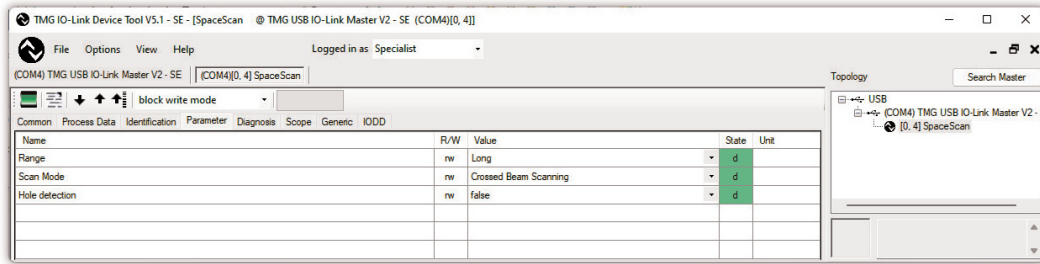 TMG IO-Link Device Tool V5.1 - SE - [SpaceScan @ TMG USB IO-Link Master V2 - SE (COM4)[0, 4]]
File Options View Help Logged in as Specialist
(COM4) TMG USB IO-Link Master V2 - SE (COM4)[0, 4] SpaceScan
Topology Search Master
block write mode
USB
(COM4) TMG USB IO-Link Master V2 -
[0, 4] SpaceScan
Common Process Data Identification Parameter Diagnosis Scope Generic IODD
Name R/W Value State Unit
Range rw Long d
Scan Mode rw Crossed Beam Scanning d
Hole detection rw false d